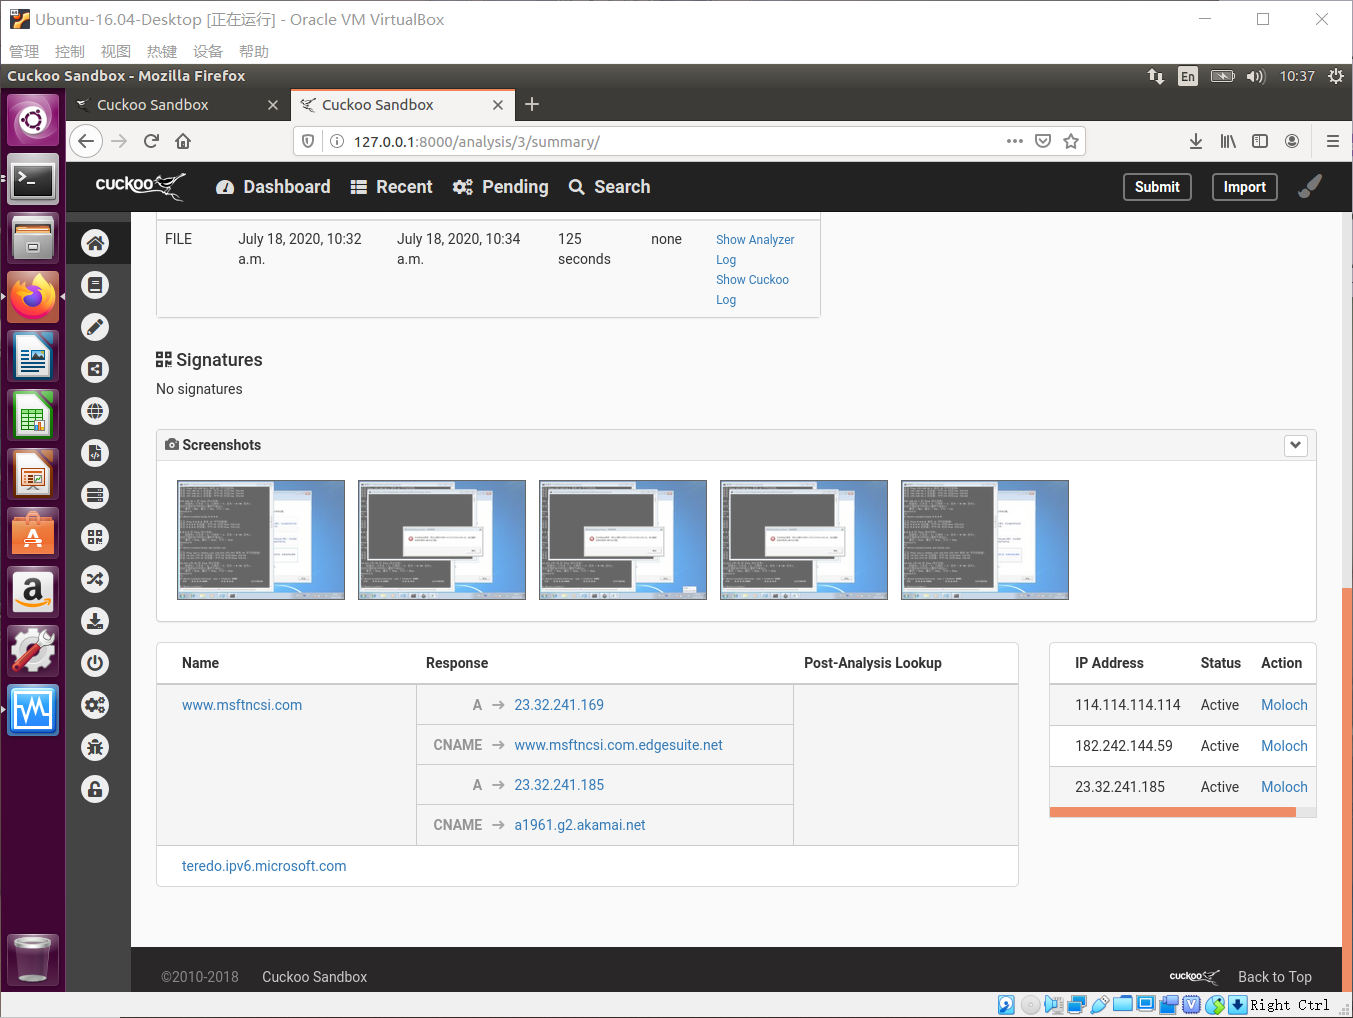 Ubuntu-16.04-Desktop [正在运行] - Oracle VM VirtualBox
管理 控制 视图 热键 设备 帮助
Cuckoo Sandbox - Mozilla Firefox
En
10:37
Cuckoo Sandbox
Cuckoo Sandbox
127.0.0.1:8000/analysis/3/summary/
cuckoo
Dashboard
Recent
Pending
Search
Submit
Import
FILE
July 18, 2020, 10:32
a.m.
July 18, 2020, 10:34
a.m.
125
seconds
none
Show Analyzer
Log
Show Cuckoo
Log
Signatures
No signatures
Screenshots
Name Response Post-Analysis Lookup
www.msftncsi.com
A → 23.32.241.169
CNAME → www.msftncsi.com.edgesuite.net
A → 23.32.241.185
CNAME → a1961.g2.akamai.net
teredo.ipv6.microsoft.com
IP Address Status Action
114.114.114.114 Active Moloch
182.242.144.59 Active Moloch
23.32.241.185 Active Moloch
©2010-2018 Cuckoo Sandbox
cuckoo
Back to Top
Right Ctrl